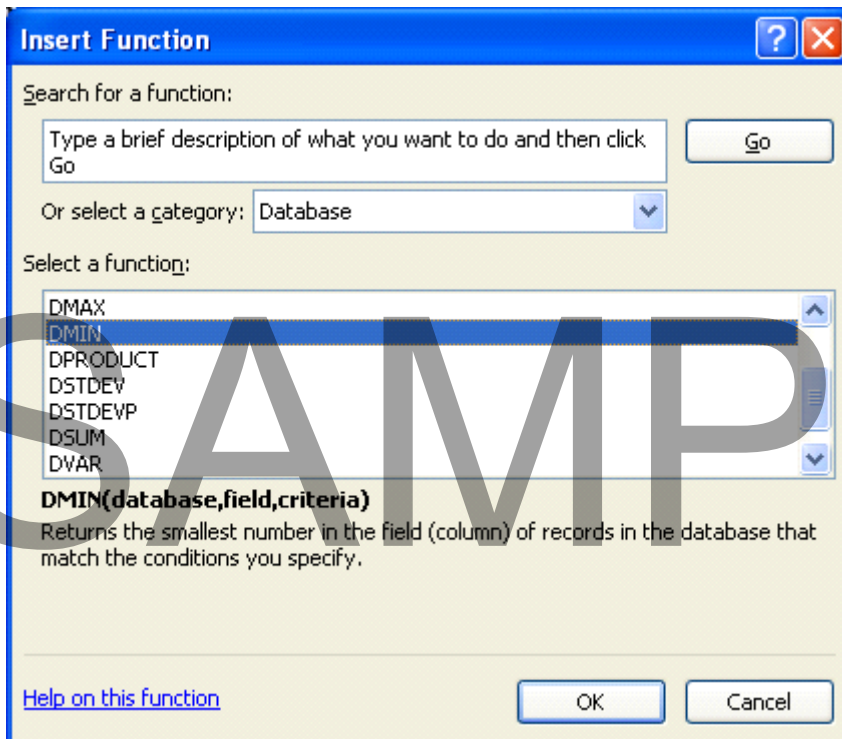 Insert Function
Search for a function:
Type a brief description of what you want to do and then click
Go
Go
Or select a category: Database
Select a function:
DMAX
DMIN
DPRODUCT
DSTDEV
DSTDEVP
DSUM
DVAR
DMIN(database,field,criteria)
Returns the smallest number in the field (column) of records in the database that
match the conditions you specify.
Help on this function
OK
Cancel
SAMP